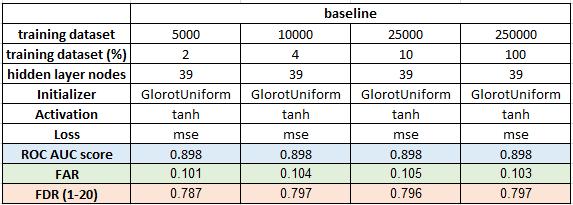 baseline
training dataset 5000 10000 25000 250000
training dataset (%) 2 4 10 100
hidden layer nodes 39 39 39 39
Initializer GlorotUniform GlorotUniform GlorotUniform GlorotUniform
Activation tanh tanh tanh tanh
Loss mse mse mse mse
ROC AUC score 0.898 0.898 0.898 0.898
FAR 0.101 0.104 0.105 0.103
FDR (1-20) 0.787 0.797 0.796 0.797